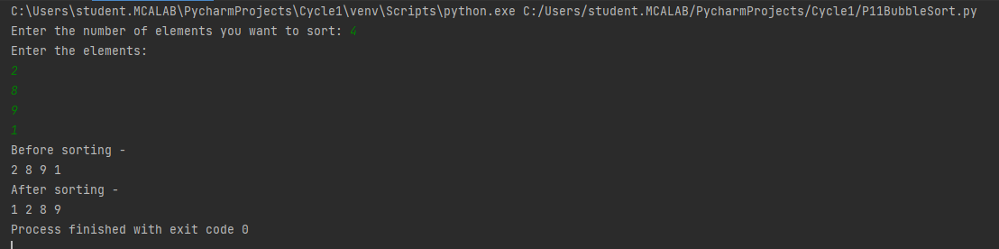 C:\Users\student.MCALAB\PycharmProjects\Cycle1\venv\Scripts\python.exe C:/Users/student.MCALAB/PycharmProjects/Cycle1/P11BubbleSort.py
Enter the number of elements you want to sort: 4
Enter the elements:
2
8
9
1
Before sorting -
2 8 9 1
After sorting -
1 2 8 9
Process finished with exit code 0